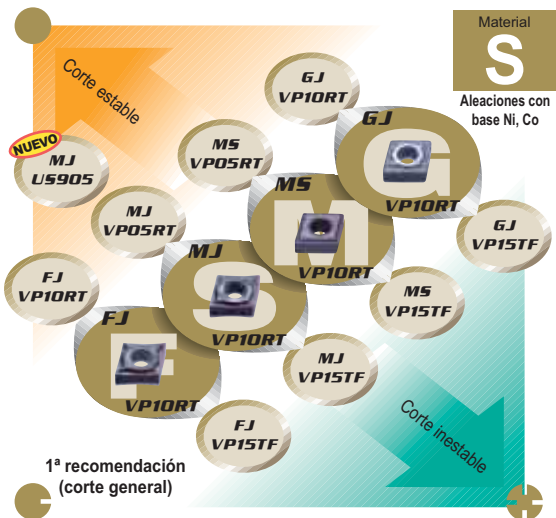 Material
S
Aleaciones con
base Ni, Co
Corte estable
GJ
VP10RT
GJ
G
VP10RT
NUEVO
MJ
US905
MS
VP05RT
MS
M
VP10RT
MJ
VP05RT
GJ
VP15TF
FJ
VP10RT
MJ
S
VP10RT
MS
VP15TF
FJ
F
VP10RT
MJ
VP15TF
FJ
VP15TF
Corte inestable
1ª recomendación
(corte general)